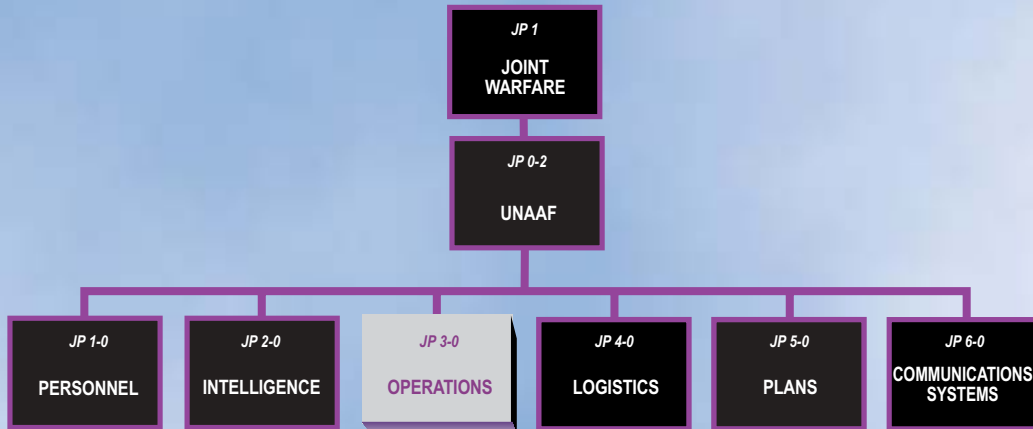 JP 1
JOINT
WARFARE
JP 0-2
UNAAF
JP 1-0
PERSONNEL
JP 2-0
INTELLIGENCE
JP 3-0
OPERATIONS
JP 4-0
LOGISTICS
JP 5-0
PLANS
JP 6-0
COMMUNICATIONS
SYSTEMS